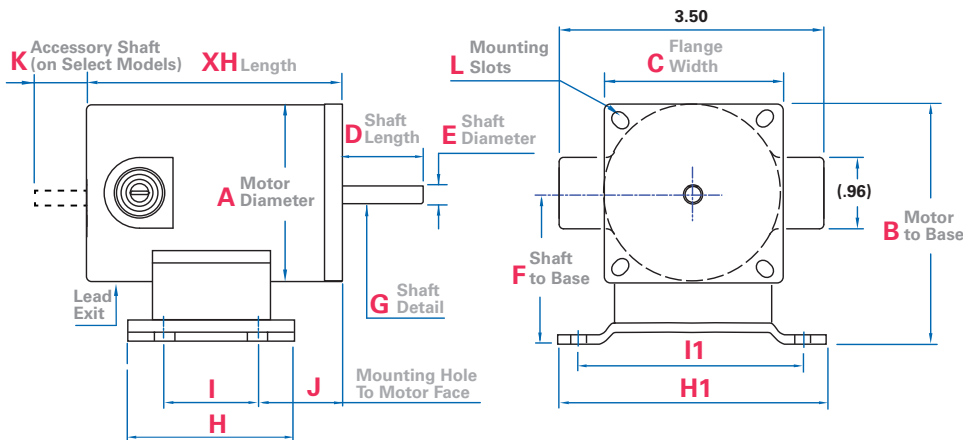 K Accessory Shaft
(on Select Models)
XH Length
L Mounting
Slots
3.50
C Flange
Width
D Shaft
Length
E Shaft
Diameter
A Motor
Diameter
(.96)
B Motor
to Base
F Shaft
to Base
G Shaft
Detail
Lead
Exit
I
J
Mounting Hole
To Motor Face
H
I1
H1